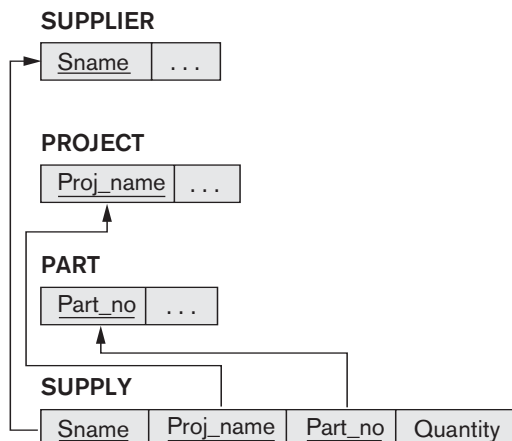 SUPPLIER
Sname . . .
PROJECT
Proj_name . . .
PART
Part_no . . .
SUPPLY
Sname Proj_name Part_no Quantity